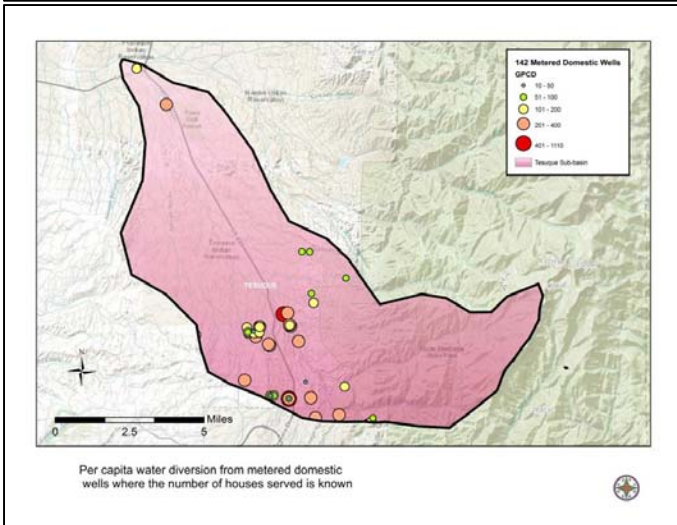 142 Metered Domestic Wells
GPCD
10 - 50
51 - 100
101 - 200
201 - 400
401 - 1110
Tesuque Sub-basin
TESUQUE
N
Miles
0 2.5 5
Per capita water diversion from metered domestic
wells where the number of houses served is known